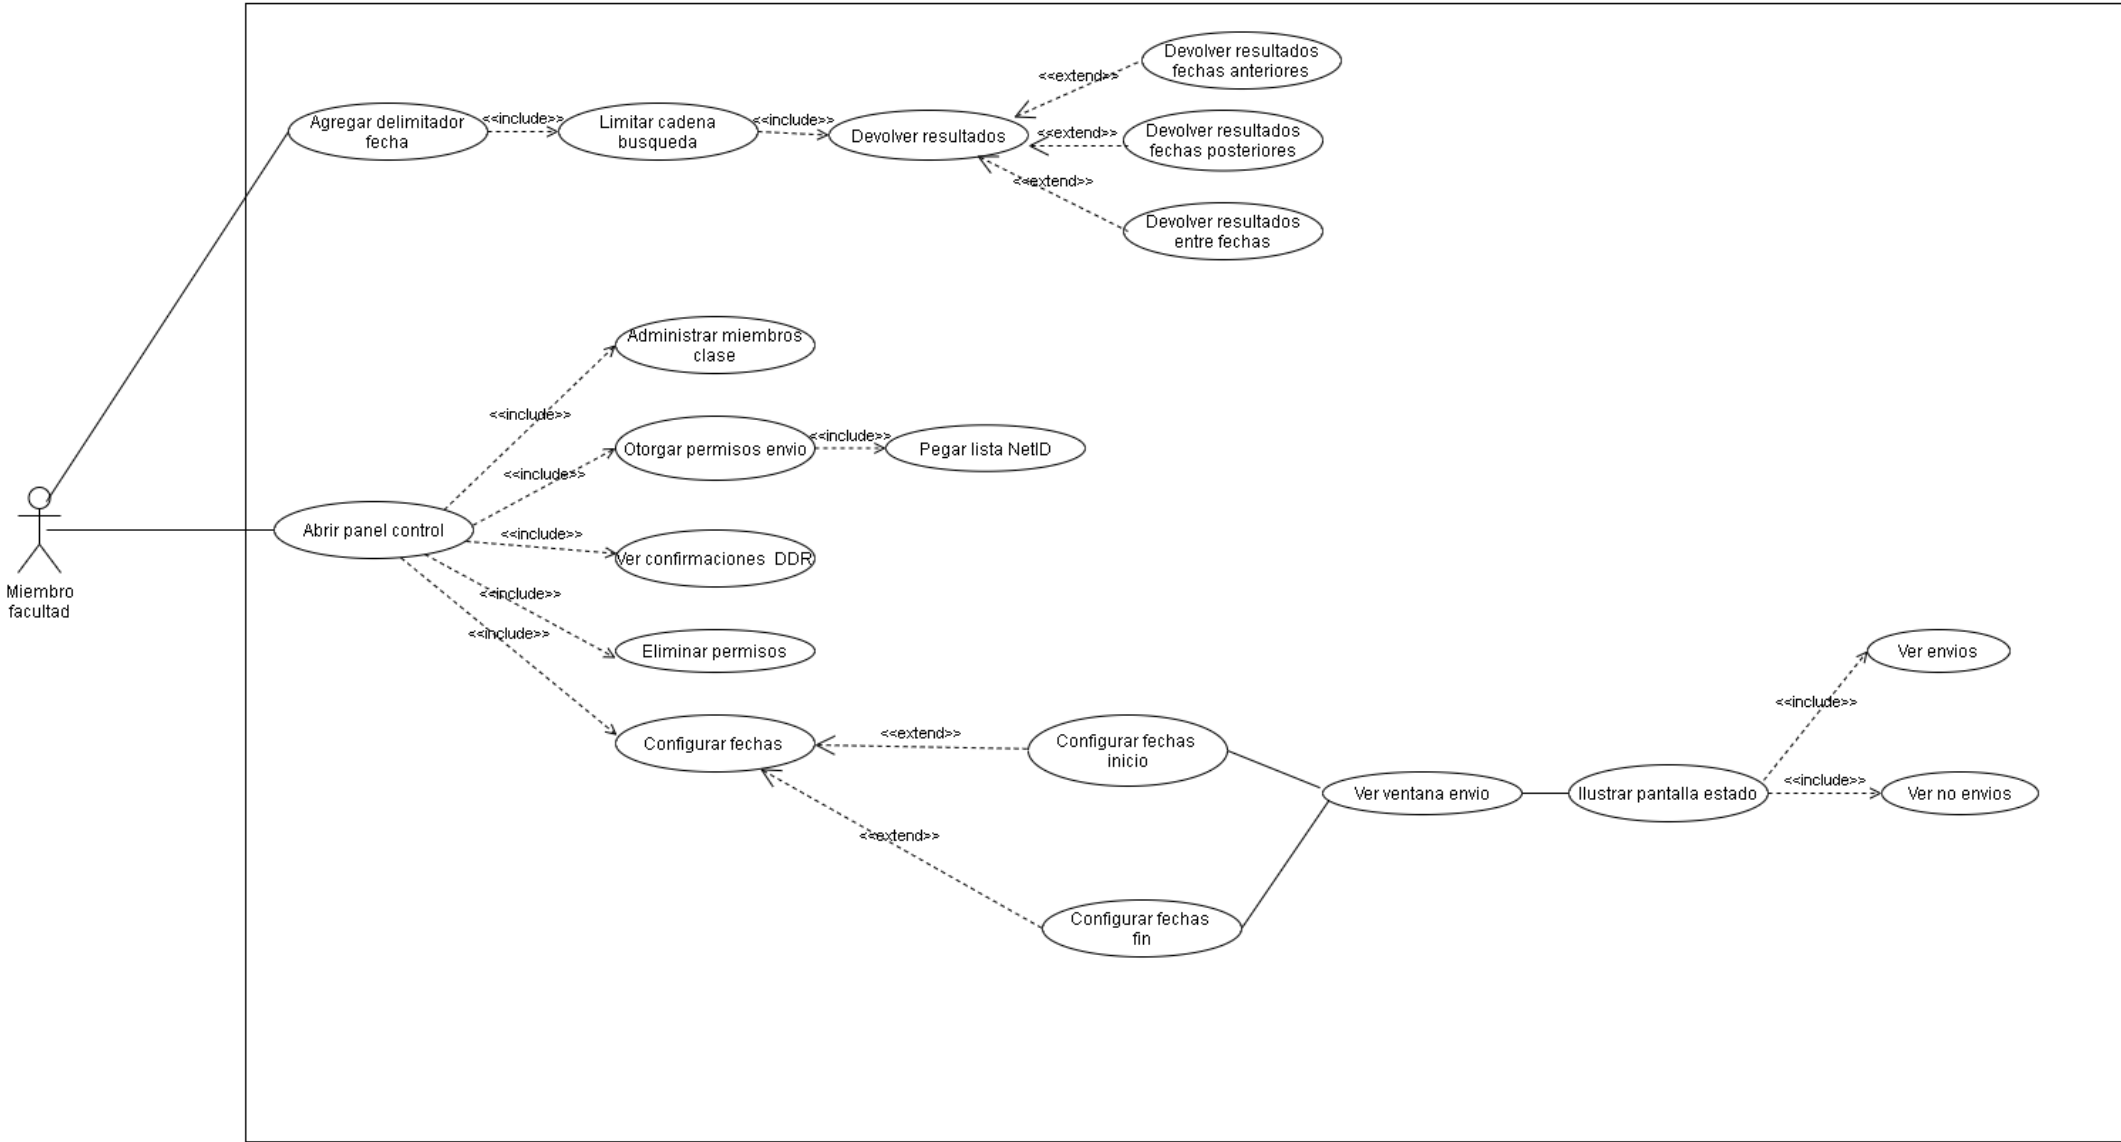 Devolver resultados
fechas anteriores
<<extend>>
Agregar delimitador
fecha
<<include>>
Limitar cadena
busqueda
<<include>>
Devolver resultados
<<extend>>
Devolver resultados
fechas posteriores
<<extend>>
Devolver resultados
entre fechas
Administrar miembros
clase
<<include>>
Otorgar permisos envio
<<include>>
Pegar lista NetID
<<include>>
Abrir panel control
<<include>>
Ver confirmaciones DDR
Miembro
facultad
<<include>>
<<include>>
Eliminar permisos
Ver envios
<<include>>
Configurar fechas
<<extend>>
Configurar fechas
inicio
Ver ventana envio
Ilustrar pantalla estado
<<include>>
Ver no envios
<<extend>>
Configurar fechas
fin